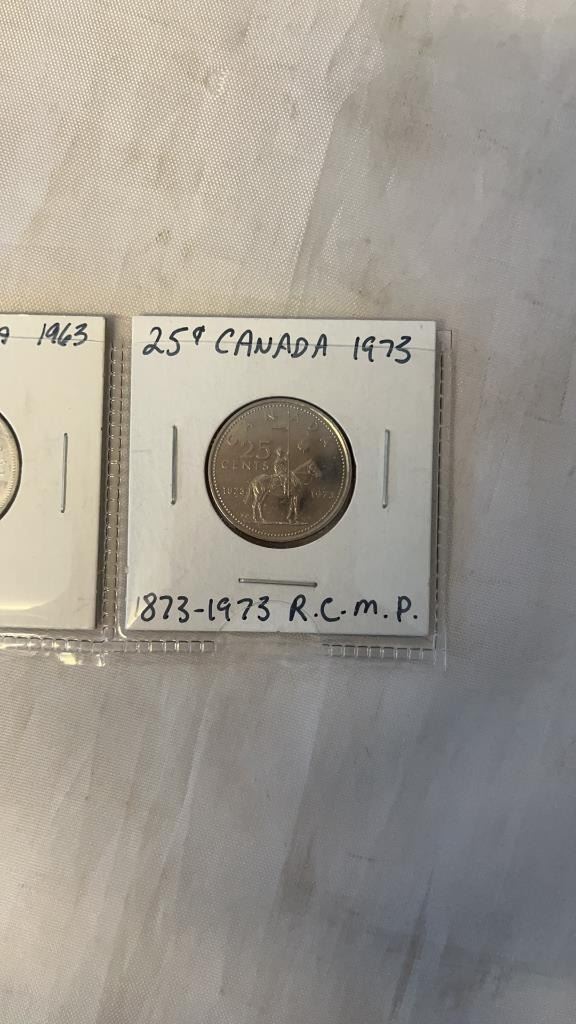 1963
25¢ CANADA 1973
CANADA
25
CENTS
1873 1973
1873-1973 R.C.M.P.